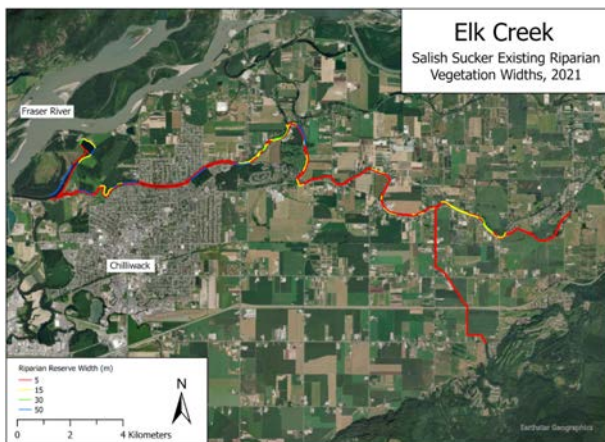 Elk Creek
Salish Sucker Existing Riparian
Vegetation Widths, 2021
Fraser River
Chilliwack
Riparian Reserve Width (m)
5
15
30
50
N
0 1 2 4 Kilometers
Earthstar Geographics